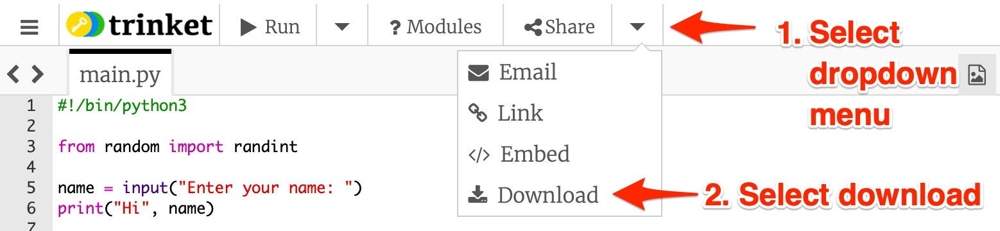 trinket Run ? Modules Share
1. Select
dropdown
menu
main.py
Email
Link
</> Embed
Download
2. Select download
1 #!/bin/python3
2
3 from random import randint
4
5 name = input("Enter your name: ")
6 print("Hi", name)
7